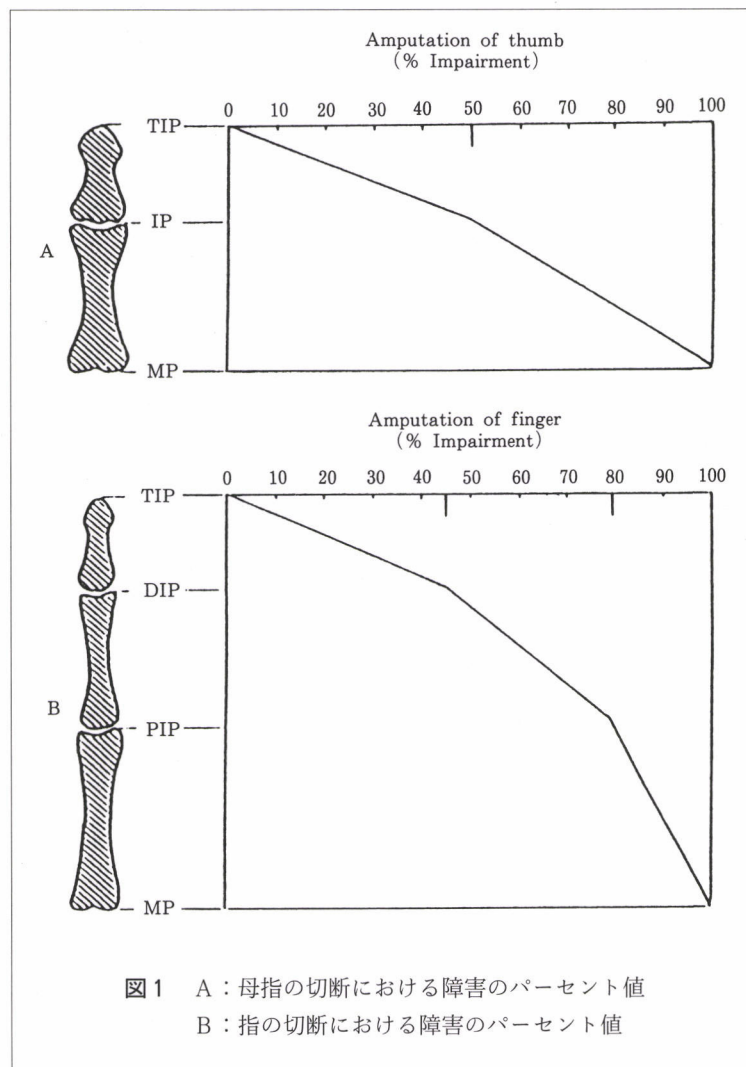 Amputation of thumb
(% Impairment)
0 10 20 30 40 50 60 70 80 90 100
TIP
IP
A
MP
Amputation of finger
(% Impairment)
0 10 20 30 40 50 60 70 80 90 100
TIP
DIP
B
PIP
MP
図1 A：母指の切断における障害のパーセント値
B：指の切断における障害のパーセント値